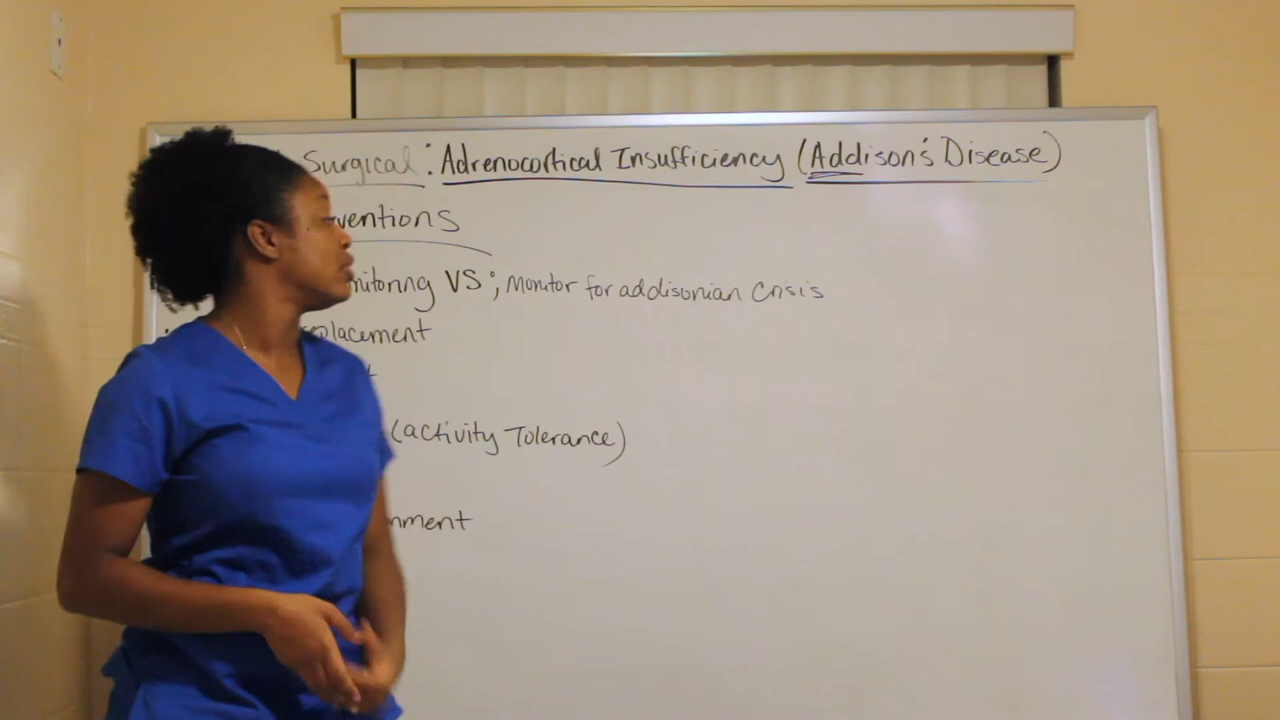 Surgical: Adrenocortical Insufficiency (Addison's Disease)
ventions
nitoring VS; Monitor for addisonian crisis
placement
t
(activity Tolerance)
nment